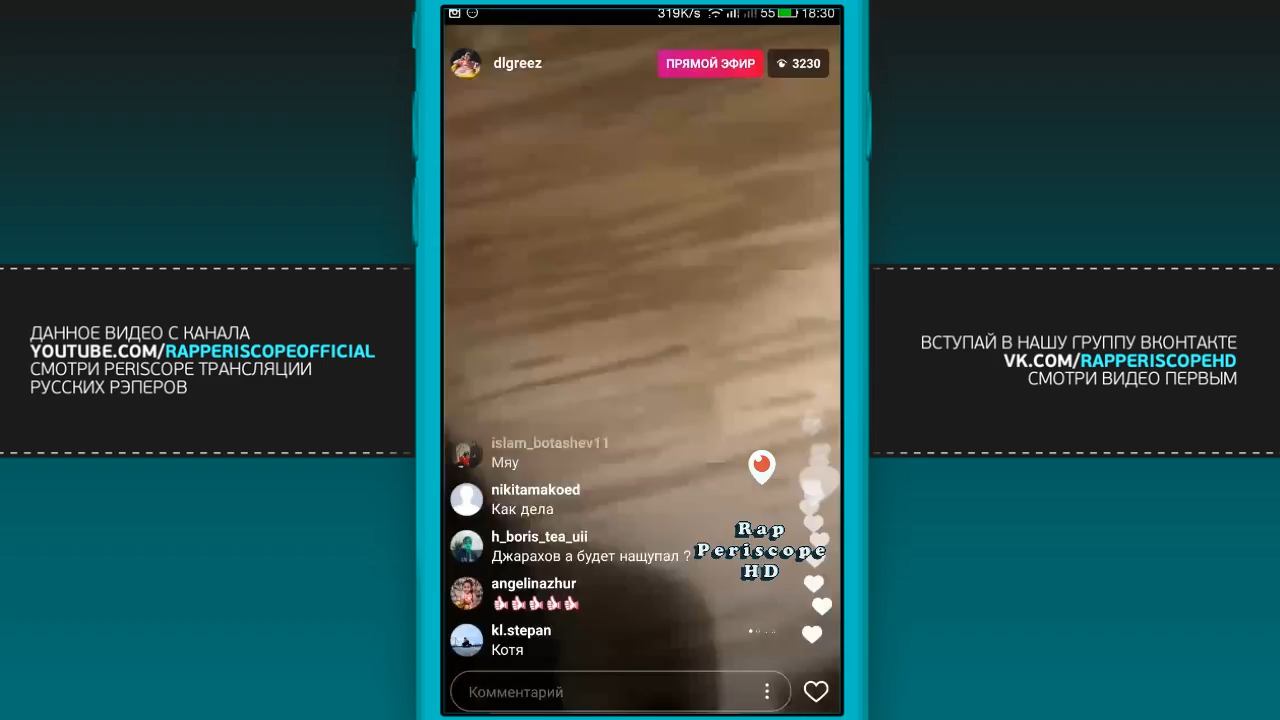 319K/s 55 18:30
dlgreez
ПРЯМОЙ ЭФИР 3230
ДАННОЕ ВИДЕО С КАНАЛА
YOUTUBE.COM/RAPPERISCOPEOFFICIAL
СМОТРИ PERISCOPE ТРАНСЛЯЦИИ
РУССКИХ РЭПЕРОВ
ВСТУПАЙ В НАШУ ГРУППУ ВКОНТАКТЕ
VK.COM/RAPPERISCOPEHD
СМОТРИ ВИДЕО ПЕРВЫМ
islam_botashev11
Мяу
nikitamakoed
Как дела
h_boris_tea_uii
Джарахов а будет нащупал ?
angelinazhur
👍🏻👍🏻👍🏻👍🏻👍🏻
kl.stepan
Котя
Rap
Periscope
HD
Комментарий